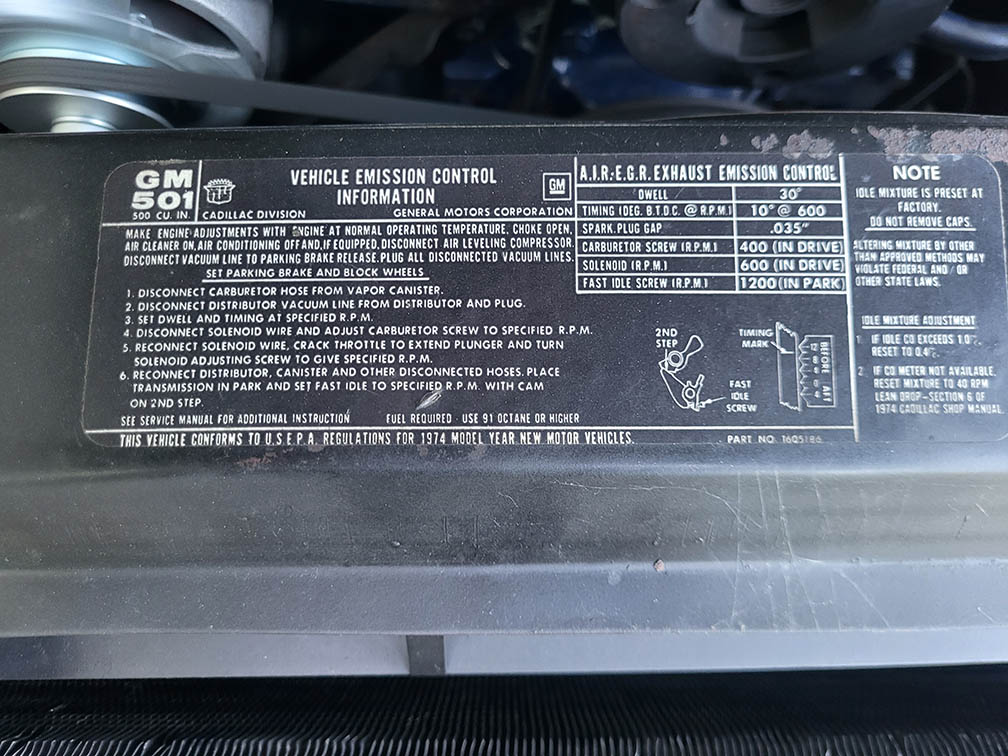 GM
501
500 CU. IN.
CADILLAC DIVISION
VEHICLE EMISSION CONTROL
INFORMATION
GENERAL MOTORS CORPORATION
GM
MAKE ENGINE ADJUSTMENTS WITH ENGINE AT NORMAL OPERATING TEMPERATURE, CHOKE OPEN,
AIR CLEANER ON, AIR CONDITIONING OFF AND, IF EQUIPPED, DISCONNECT AIR LEVELING COMPRESSOR.
DISCONNECT VACUUM LINE TO PARKING BRAKE RELEASE. PLUG ALL DISCONNECTED VACUUM LINES.
SET PARKING BRAKE AND BLOCK WHEELS
1. DISCONNECT CARBURETOR HOSE FROM VAPOR CANISTER.
2. DISCONNECT DISTRIBUTOR VACUUM LINE FROM DISTRIBUTOR AND PLUG.
3. SET DWELL AND TIMING AT SPECIFIED R.P.M.
4. DISCONNECT SOLENOID WIRE AND ADJUST CARBURETOR SCREW TO SPECIFIED R.P.M.
5. RECONNECT SOLENOID WIRE, CRACK THROTTLE TO EXTEND PLUNGER AND TURN
SOLENOID ADJUSTING SCREW TO GIVE SPECIFIED R.P.M.
6. RECONNECT DISTRIBUTOR, CANISTER AND OTHER DISCONNECTED HOSES. PLACE
TRANSMISSION IN PARK AND SET FAST IDLE TO SPECIFIED R.P.M. WITH CAM
ON 2ND STEP.
SEE SERVICE MANUAL FOR ADDITIONAL INSTRUCTION FUEL REQUIRED - USE 91 OCTANE OR HIGHER
THIS VEHICLE CONFORMS TO U.S.E.P.A. REGULATIONS FOR 1974 MODEL YEAR NEW MOTOR VEHICLES.
A.I.R.-E.G.R. EXHAUST EMISSION CONTROL
DWELL 30°
TIMING (DEG. B.T.D.C. @ R.P.M.) 10° @ 600
SPARK PLUG GAP .035"
CARBURETOR SCREW (R.P.M.) 400 (IN DRIVE)
SOLENOID (R.P.M.) 600 (IN DRIVE)
FAST IDLE SCREW (R.P.M.) 1200 (IN PARK)
2ND
STEP
FAST
IDLE
SCREW
TIMING
MARK
BEFORE
AFT
PART NO. 1605186
NOTE
IDLE MIXTURE IS PRESET AT
FACTORY.
DO NOT REMOVE CAPS.
ALTERING MIXTURE BY OTHER
THAN APPROVED METHODS MAY
VIOLATE FEDERAL AND / OR
OTHER STATE LAWS.
IDLE MIXTURE ADJUSTMENT
1. IF IDLE CO EXCEEDS 1.0%,
RESET TO 0.4%.
2. IF CO METER NOT AVAILABLE,
RESET MIXTURE TO 40 RPM
LEAN DROP-SECTION 6 OF
1974 CADILLAC SHOP MANUAL